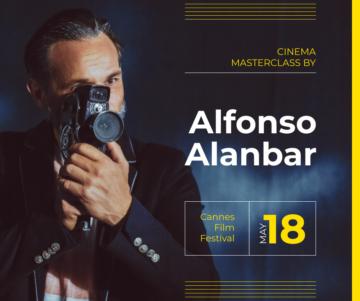 CINEMA
MASTERCLASS BY
Alfonso
Alanbar
Cannes
Film
Festival
MAY
18